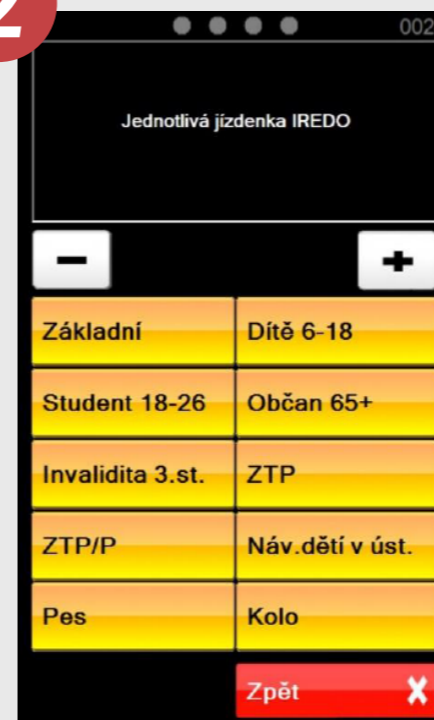 2
002
Jednotlivá jízdenka IREDO
− +
Základní
Dítě 6-18
Student 18-26
Občan 65+
Invalidita 3.st.
ZTP
ZTP/P
Náv.dětí v úst.
Pes
Kolo
Zpět X